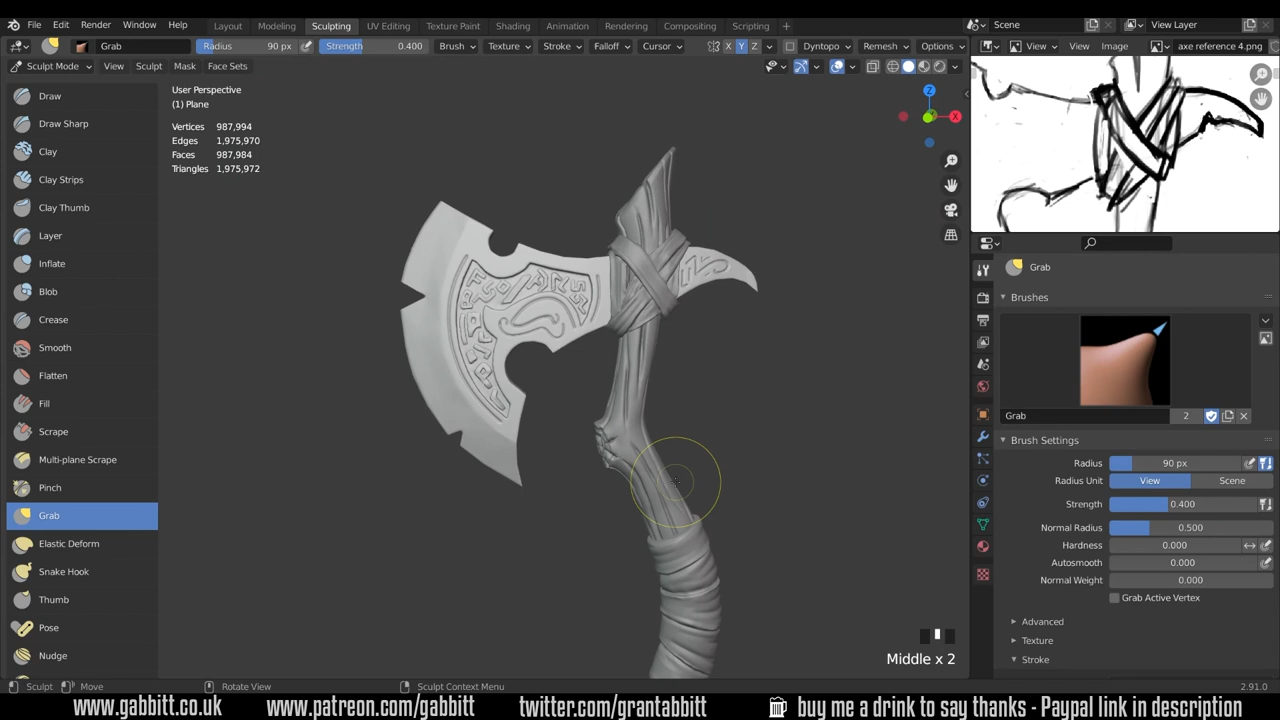 File Edit Render Window Help Layout Modeling Sculpting UV Editing Texture Paint Shading Animation Rendering Compositing Scripting + Scene View Layer
Grab Radius 90 px Strength 0.400 Brush Texture Stroke Falloff Cursor X Y Z Dyntopo Remesh Options View View Image axe reference 4.png
Sculpt Mode View Sculpt Mask Face Sets
User Perspective
(1) Plane
Vertices 987,994
Edges 1,975,970
Faces 987,984
Triangles 1,975,972
Z
X
Draw
Draw Sharp
Clay
Clay Strips
Clay Thumb
Layer
Inflate
Blob
Crease
Smooth
Flatten
Fill
Scrape
Multi-plane Scrape
Pinch
Grab
Elastic Deform
Snake Hook
Thumb
Pose
Nudge
Grab
Brushes
Grab 2
Brush Settings
Radius 90 px
Radius Unit View Scene
Strength 0.400
Normal Radius 0.500
Hardness 0.000
Autosmooth 0.000
Normal Weight 0.000
Grab Active Vertex
Advanced
Texture
Stroke
Middle x 2
Sculpt Move Rotate View Sculpt Context Menu 2.91.0
www.gabbitt.co.uk www.patreon.com/gabbitt twitter.com/grantabbitt buy me a drink to say thanks - Paypal link in description